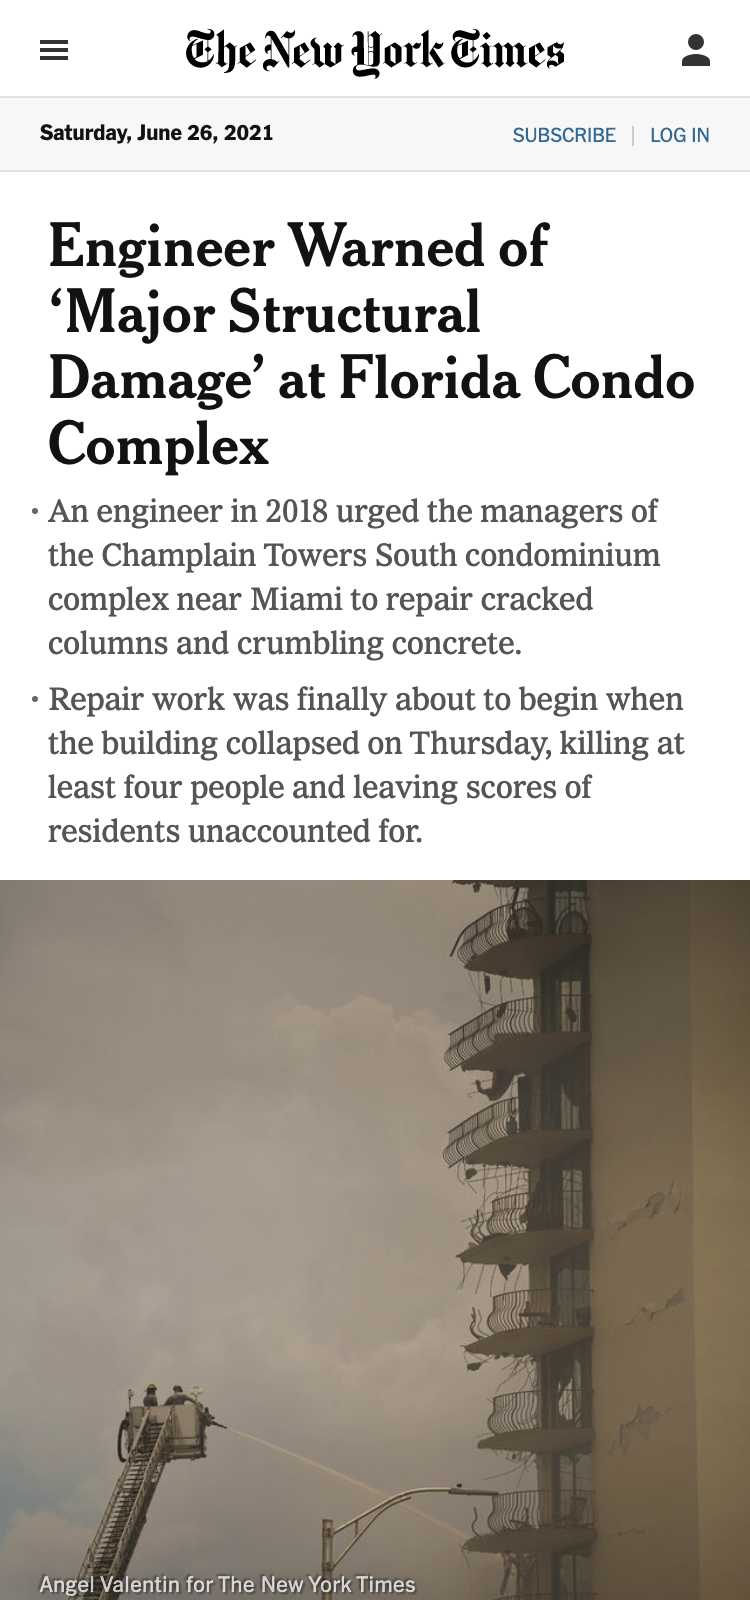 The New York Times
Saturday, June 26, 2021
SUBSCRIBE | LOG IN
Engineer Warned of
‘Major Structural
Damage’ at Florida Condo
Complex
• An engineer in 2018 urged the managers of
the Champlain Towers South condominium
complex near Miami to repair cracked
columns and crumbling concrete.
• Repair work was finally about to begin when
the building collapsed on Thursday, killing at
least four people and leaving scores of
residents unaccounted for.
Angel Valentin for The New York Times